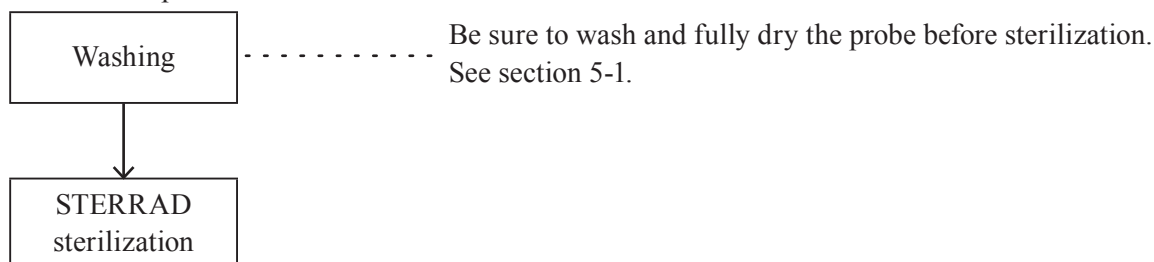 Washing
Be sure to wash and fully dry the probe before sterilization.
See section 5-1.
STERRAD
sterilization